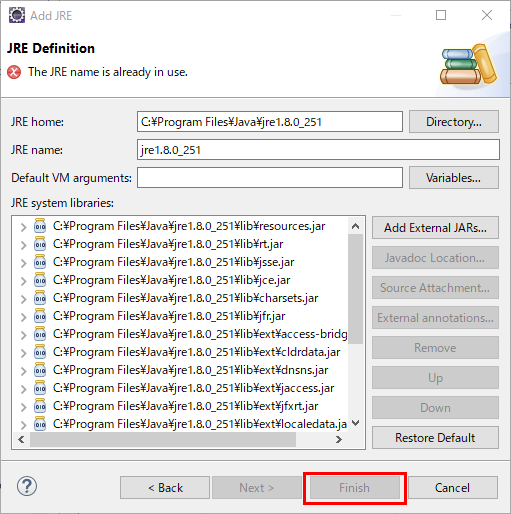 Add JRE
JRE Definition
The JRE name is already in use.
JRE home:
C:¥Program Files¥Java¥jre1.8.0_251
Directory...
JRE name:
jre1.8.0_251
Default VM arguments:
Variables...
JRE system libraries:
C:¥Program Files¥Java¥jre1.8.0_251¥lib¥resources.jar
C:¥Program Files¥Java¥jre1.8.0_251¥lib¥rt.jar
C:¥Program Files¥Java¥jre1.8.0_251¥lib¥jsse.jar
C:¥Program Files¥Java¥jre1.8.0_251¥lib¥jce.jar
C:¥Program Files¥Java¥jre1.8.0_251¥lib¥charsets.jar
C:¥Program Files¥Java¥jre1.8.0_251¥lib¥jfr.jar
C:¥Program Files¥Java¥jre1.8.0_251¥lib¥ext¥access-bridg
C:¥Program Files¥Java¥jre1.8.0_251¥lib¥ext¥cldrdata.jar
C:¥Program Files¥Java¥jre1.8.0_251¥lib¥ext¥dnsns.jar
C:¥Program Files¥Java¥jre1.8.0_251¥lib¥ext¥jaccess.jar
C:¥Program Files¥Java¥jre1.8.0_251¥lib¥ext¥jfxrt.jar
C:¥Program Files¥Java¥jre1.8.0_251¥lib¥ext¥localedata.ja
Add External JARs...
Javadoc Location...
Source Attachment...
External annotations...
Remove
Up
Down
Restore Default
?
< Back
Next >
Finish
Cancel